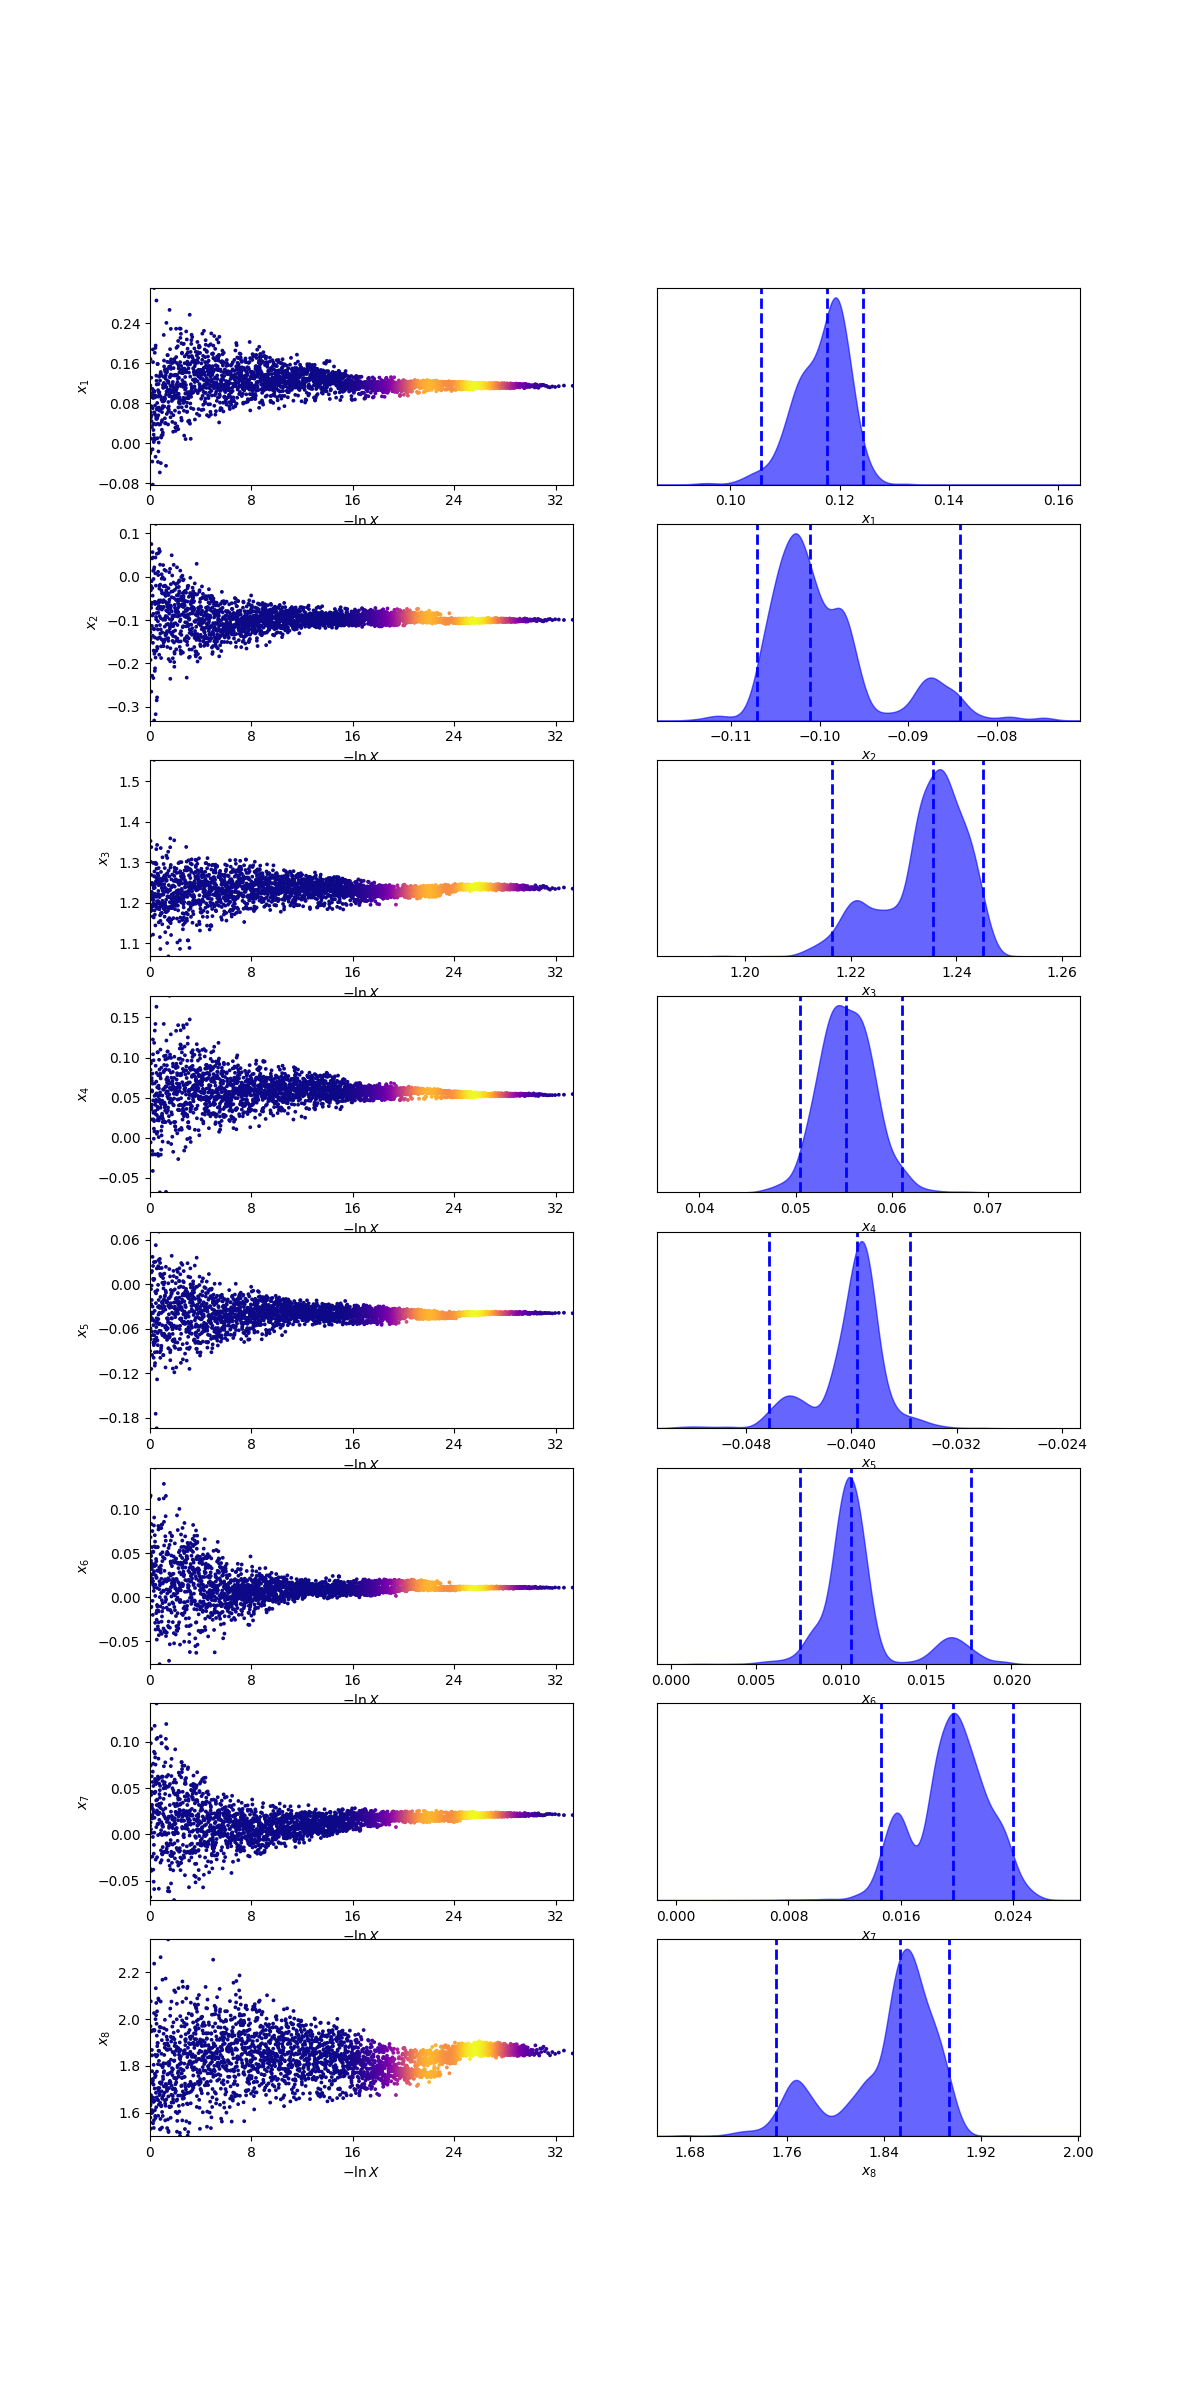 0.24
0.16
0.08
0.00
−0.08
x₁
0 8 16 24 32
−ln X
0.10 0.12 0.14 0.16
x₁
0.1
0.0
−0.1
−0.2
−0.3
x₂
0 8 16 24 32
−ln X
−0.11 −0.10 −0.09 −0.08
x₂
1.5
1.4
1.3
1.2
1.1
x₃
0 8 16 24 32
−ln X
1.20 1.22 1.24 1.26
x₃
0.15
0.10
0.05
0.00
−0.05
x₄
0 8 16 24 32
−ln X
0.04 0.05 0.06 0.07
x₄
0.06
0.00
−0.06
−0.12
−0.18
x₅
0 8 16 24 32
−ln X
−0.048 −0.040 −0.032 −0.024
x₅
0.10
0.05
0.00
−0.05
x₆
0 8 16 24 32
−ln X
0.000 0.005 0.010 0.015 0.020
x₆
0.10
0.05
0.00
−0.05
x₇
0 8 16 24 32
−ln X
0.000 0.008 0.016 0.024
x₇
2.2
2.0
1.8
1.6
x₈
0 8 16 24 32
−ln X
1.68 1.76 1.84 1.92 2.00
x₈